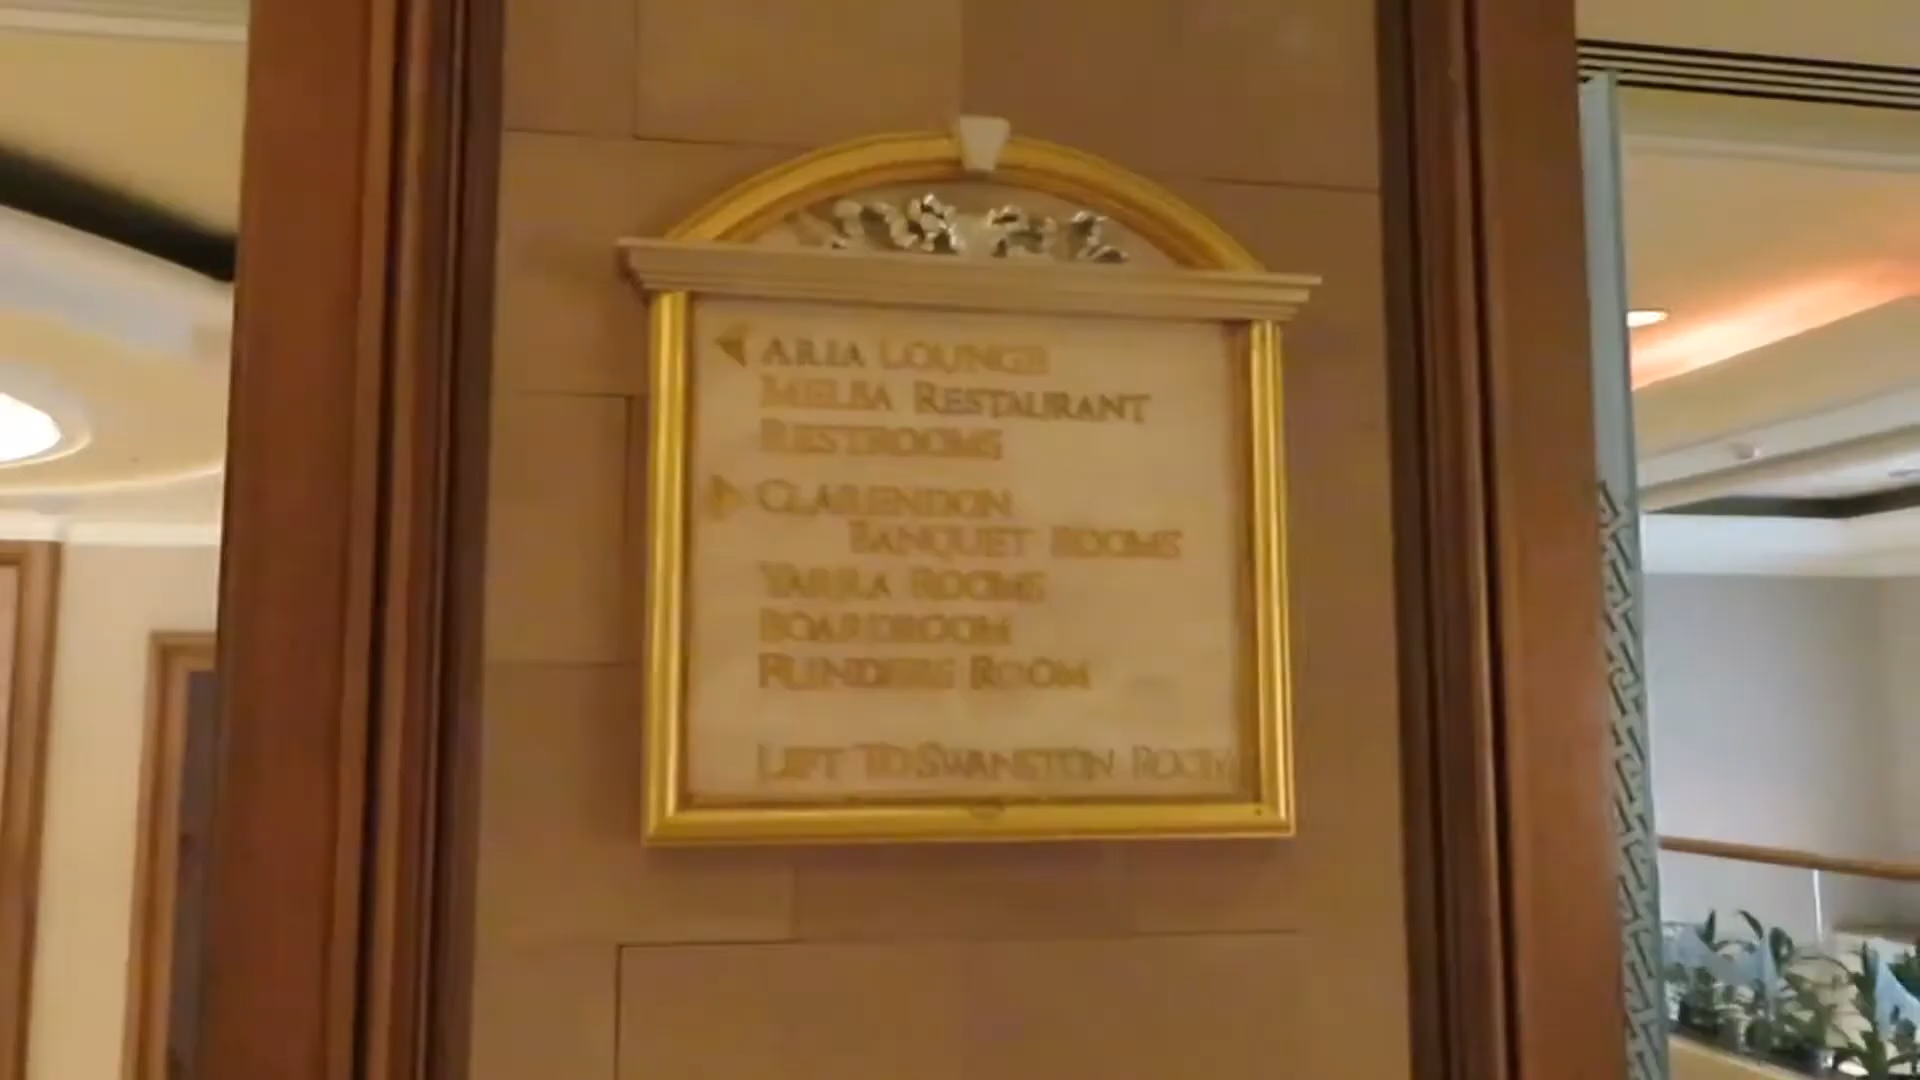 ARIA LOUNGE
MELBA RESTAURANT
RESTROOMS
CLARENDON
BANQUET ROOMS
YARRA ROOMS
BOARDROOM
FLINDERS ROOM
LIFT TO SWANSTON ROOM